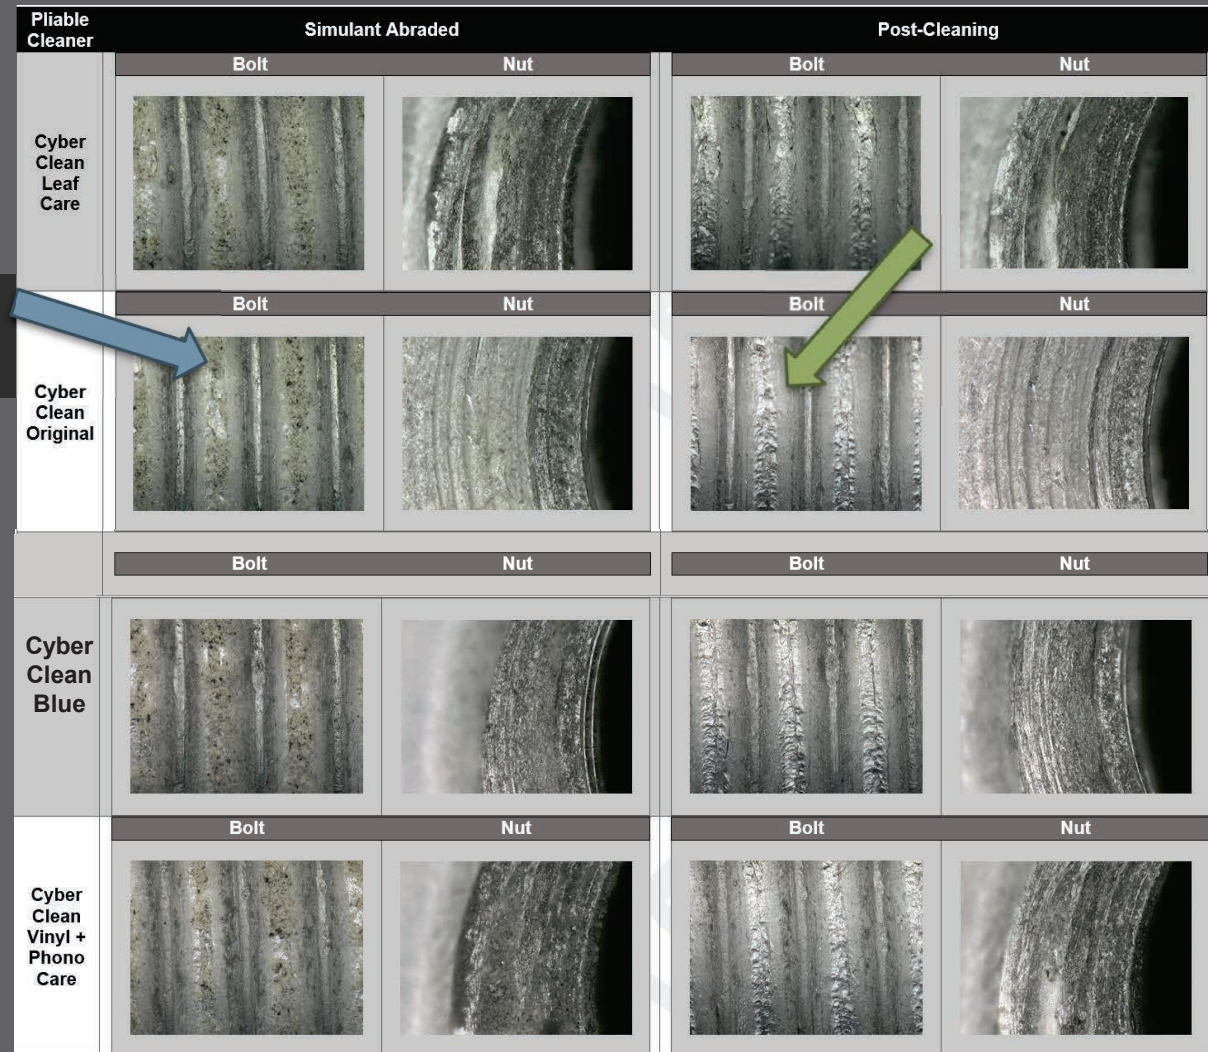 Pliable
Cleaner
Simulant Abraded
Post-Cleaning
Bolt
Nut
Bolt
Nut
Cyber
Clean
Leaf
Care
Bolt
Nut
Bolt
Nut
Cyber
Clean
Original
Bolt
Nut
Bolt
Nut
Cyber
Clean
Blue
Bolt
Nut
Bolt
Nut
Cyber
Clean
Vinyl +
Phono
Care